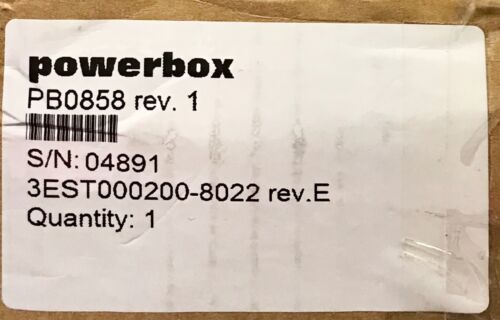 powerbox
PB0858 rev. 1
S/N: 04891
3EST000200-8022 rev.E
Quantity: 1